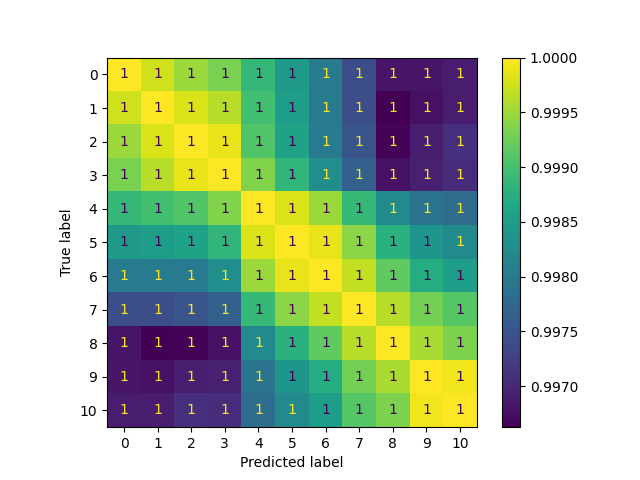 0 1 1 1 1 1 1 1 1 1 1 1
1 1 1 1 1 1 1 1 1 1 1 1
2 1 1 1 1 1 1 1 1 1 1 1
3 1 1 1 1 1 1 1 1 1 1 1
4 1 1 1 1 1 1 1 1 1 1 1
5 1 1 1 1 1 1 1 1 1 1 1
6 1 1 1 1 1 1 1 1 1 1 1
7 1 1 1 1 1 1 1 1 1 1 1
8 1 1 1 1 1 1 1 1 1 1 1
9 1 1 1 1 1 1 1 1 1 1 1
10 1 1 1 1 1 1 1 1 1 1 1
0 1 2 3 4 5 6 7 8 9 10
Predicted label
True label
1.0000
0.9995
0.9990
0.9985
0.9980
0.9975
0.9970